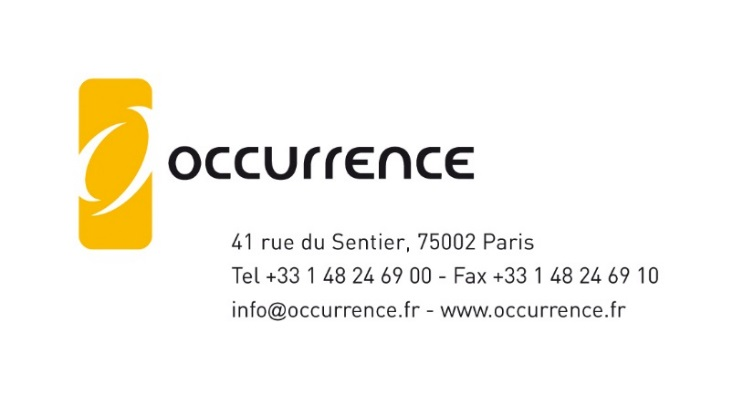 occurrence
41 rue du Sentier, 75002 Paris
Tel +33 1 48 24 69 00 - Fax +33 1 48 24 69 10
info@occurrence.fr - www.occurrence.fr